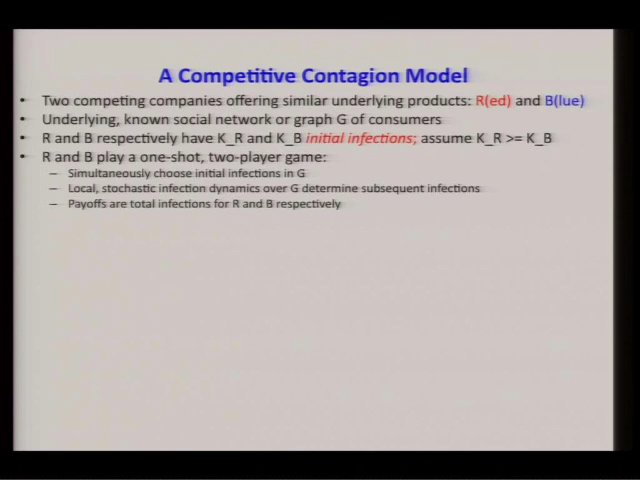 A Competitive Contagion Model
• Two competing companies offering similar underlying products: R(ed) and B(lue)
• Underlying, known social network or graph G of consumers
• R and B respectively have K_R and K_B initial infections; assume K_R >= K_B
• R and B play a one-shot, two-player game:
– Simultaneously choose initial infections in G
– Local, stochastic infection dynamics over G determine subsequent infections
– Payoffs are total infections for R and B respectively